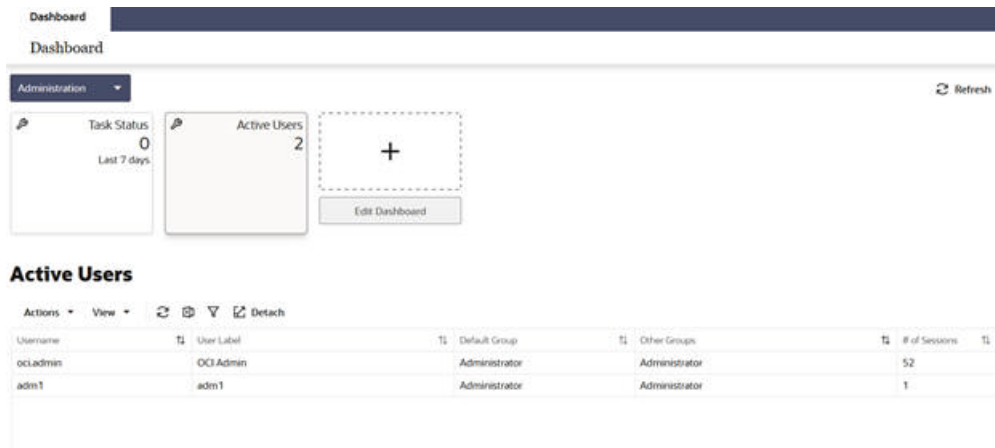 Dashboard
Dashboard
Administration
Refresh
Task Status
0
Last 7 days
Active Users
2
+
Edit Dashboard
Active Users
Actions View Detach
Username User Label Default Group Other Groups # of Sessions
oci.admin OCI Admin Administrator Administrator 52
adm1 adm1 Administrator Administrator 1